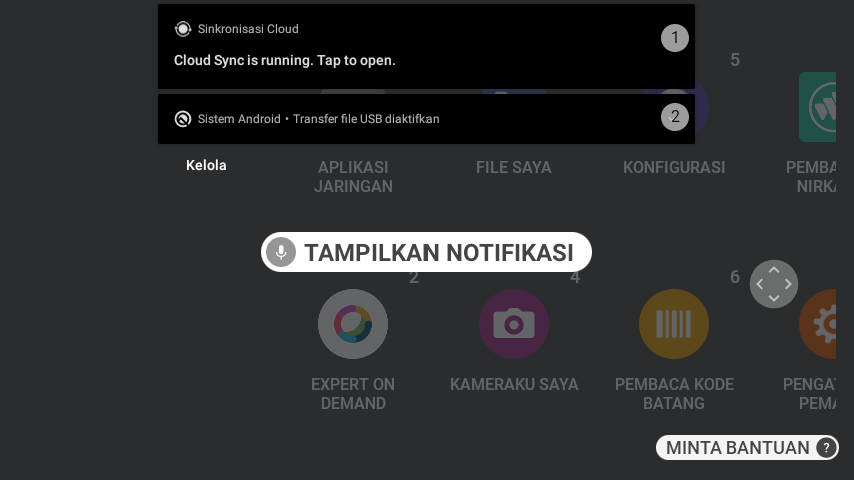 Sinkronisasi Cloud
1
Cloud Sync is running. Tap to open.
5
Sistem Android • Transfer file USB diaktifkan
2
Kelola
APLIKASI
JARINGAN
FILE SAYA
KONFIGURASI
PEMBA
NIRKA
TAMPILKAN NOTIFIKASI
2
4
6
EXPERT ON
DEMAND
KAMERAKU SAYA
PEMBACA KODE
BATANG
PENGAT
PEMA
MINTA BANTUAN ?